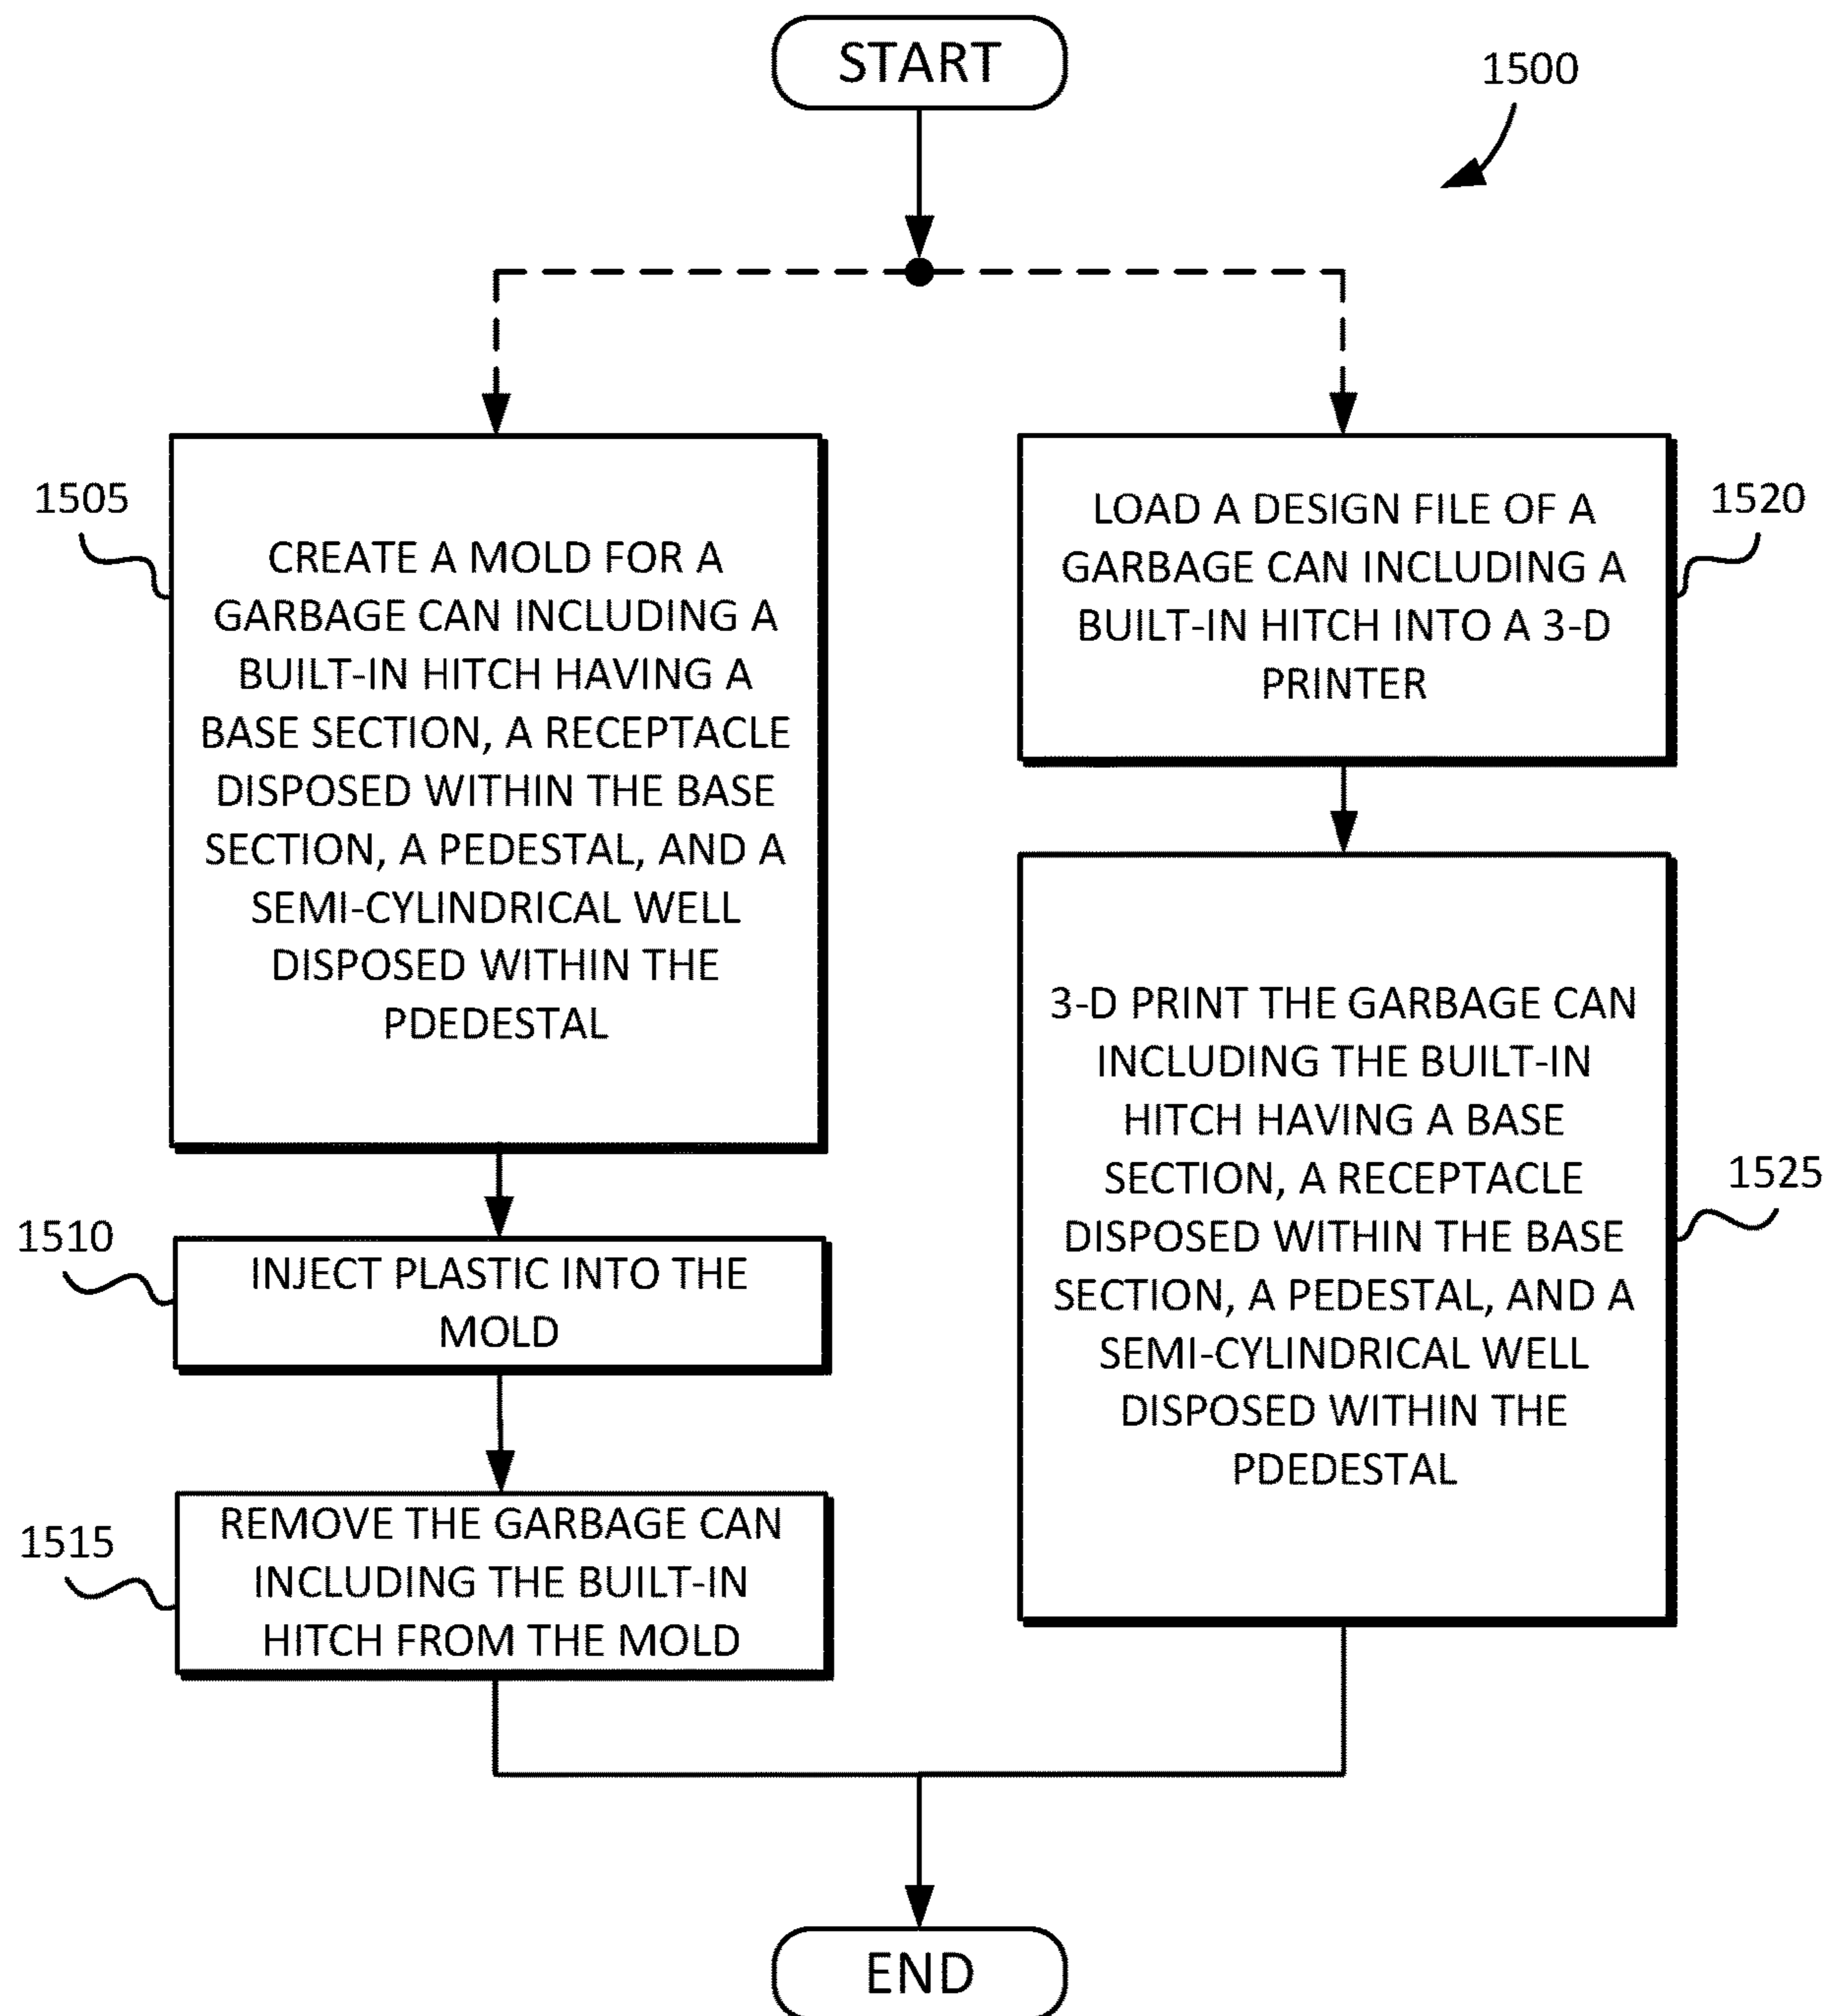 START
1500
1505
CREATE A MOLD FOR A
GARBAGE CAN INCLUDING A
BUILT-IN HITCH HAVING A
BASE SECTION, A RECEPTACLE
DISPOSED WITHIN THE BASE
SECTION, A PEDESTAL, AND A
SEMI-CYLINDRICAL WELL
DISPOSED WITHIN THE
PDEDESTAL
1510
INJECT PLASTIC INTO THE
MOLD
1515
REMOVE THE GARBAGE CAN
INCLUDING THE BUILT-IN
HITCH FROM THE MOLD
1520
LOAD A DESIGN FILE OF A
GARBAGE CAN INCLUDING A
BUILT-IN HITCH INTO A 3-D
PRINTER
1525
3-D PRINT THE GARBAGE CAN
INCLUDING THE BUILT-IN
HITCH HAVING A BASE
SECTION, A RECEPTACLE
DISPOSED WITHIN THE BASE
SECTION, A PEDESTAL, AND A
SEMI-CYLINDRICAL WELL
DISPOSED WITHIN THE
PDEDESTAL
END